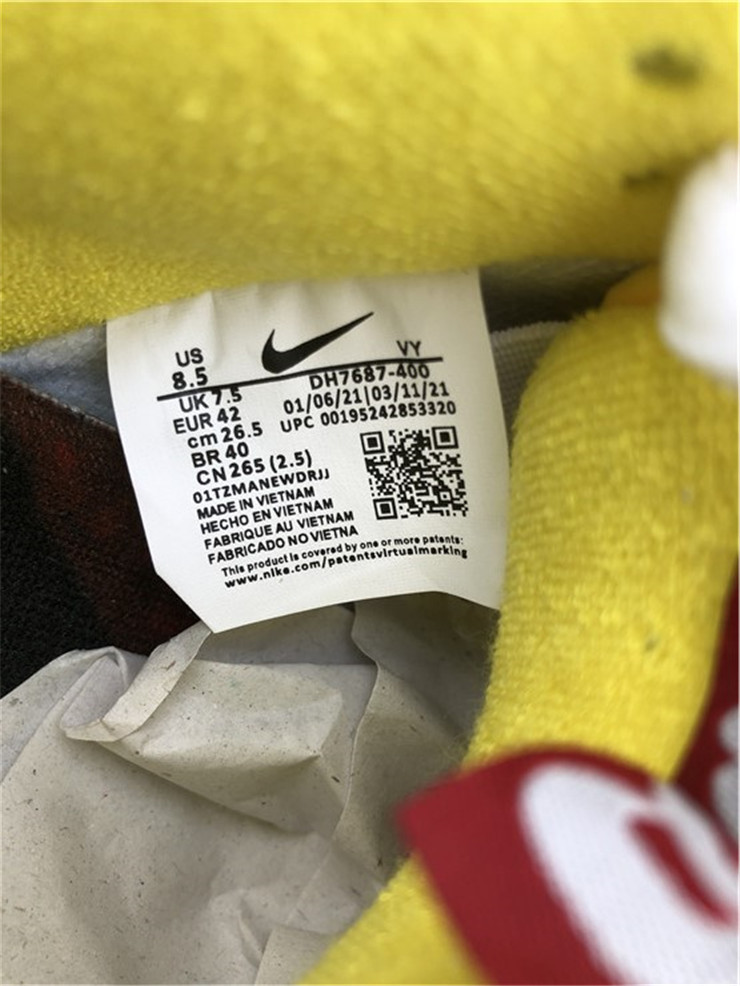 US
8.5
VY
UK 7.5
DH7687-400
EUR 42
01/06/21|03/11/21
cm 26.5
UPC 00195242853320
BR 40
CN 265 (2.5)
01TZMANEWDRJJ
MADE IN VIETNAM
HECHO EN VIETNAM
FABRIQUE AU VIETNAM
FABRICADO NO VIETNA
This product is covered by one or more patents:
www.nike.com/patentsvirtualmarking